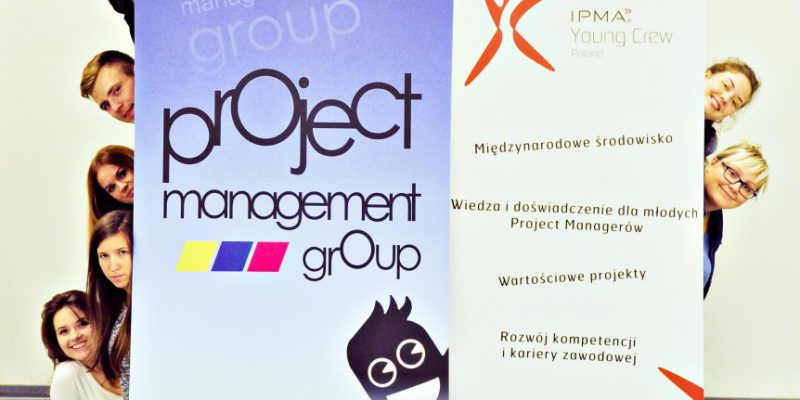 management
group
project
management
grOup
IPMA
Young Crew
Poland
Międzynarodowe środowisko
Wiedza i doświadczenie dla młodych
Project Managerów
Wartościowe projekty
Rozwój kompetencji
i kariery zawodowej